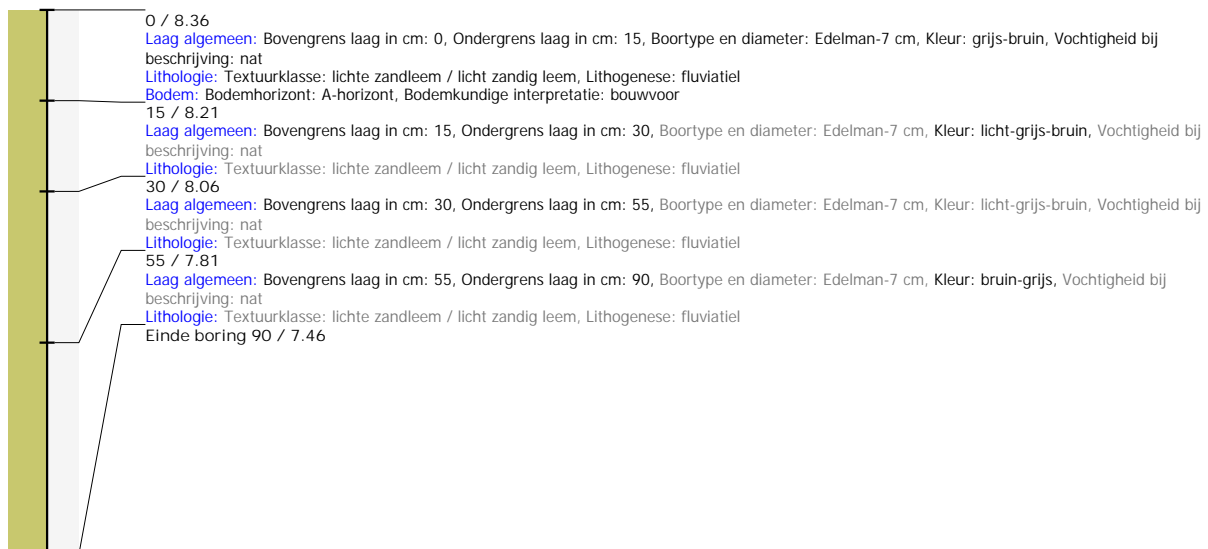 0 / 8.36
Laag algemeen: Bovengrens laag in cm: 0, Ondergrens laag in cm: 15, Boortype en diameter: Edelman-7 cm, Kleur: grijs-bruin, Vochtigheid bij
beschrijving: nat
Lithologie: Textuurklasse: lichte zandleem / licht zandig leem, Lithogenese: fluviatiel
Bodem: Bodemhorizont: A-horizont, Bodemkundige interpretatie: bouwvoor
15 / 8.21
Laag algemeen: Bovengrens laag in cm: 15, Ondergrens laag in cm: 30, Boortype en diameter: Edelman-7 cm, Kleur: licht-grijs-bruin, Vochtigheid bij
beschrijving: nat
Lithologie: Textuurklasse: lichte zandleem / licht zandig leem, Lithogenese: fluviatiel
30 / 8.06
Laag algemeen: Bovengrens laag in cm: 30, Ondergrens laag in cm: 55, Boortype en diameter: Edelman-7 cm, Kleur: licht-grijs-bruin, Vochtigheid bij
beschrijving: nat
Lithologie: Textuurklasse: lichte zandleem / licht zandig leem, Lithogenese: fluviatiel
55 / 7.81
Laag algemeen: Bovengrens laag in cm: 55, Ondergrens laag in cm: 90, Boortype en diameter: Edelman-7 cm, Kleur: bruin-grijs, Vochtigheid bij
beschrijving: nat
Lithologie: Textuurklasse: lichte zandleem / licht zandig leem, Lithogenese: fluviatiel
Einde boring 90 / 7.46